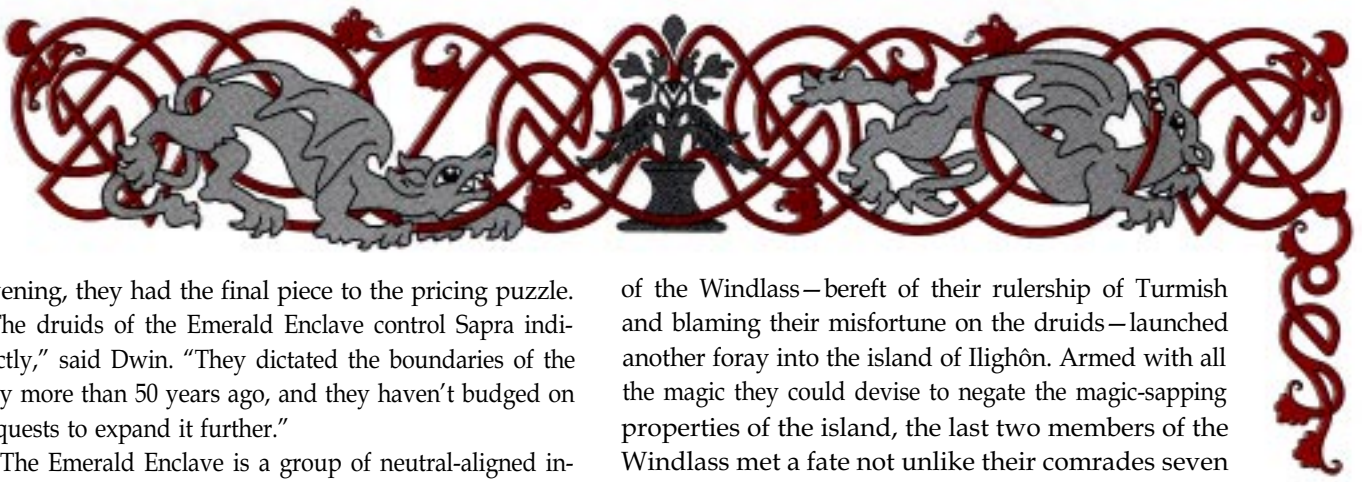 vening, they had the final piece to the pricing puzzle.
The druids of the Emerald Enclave control Sapra indi-
ctly,” said Dwin. “They dictated the boundaries of the
y more than 50 years ago, and they haven’t budged on
quests to expand it further.”
The Emerald Enclave is a group of neutral-aligned in-
of the Windlass—bereft of their rulership of Turmish
and blaming their misfortune on the druids—launched
another foray into the island of Ilighôn. Armed with all
the magic they could devise to negate the magic-sapping
properties of the island, the last two members of the
Windlass met a fate not unlike their comrades seven